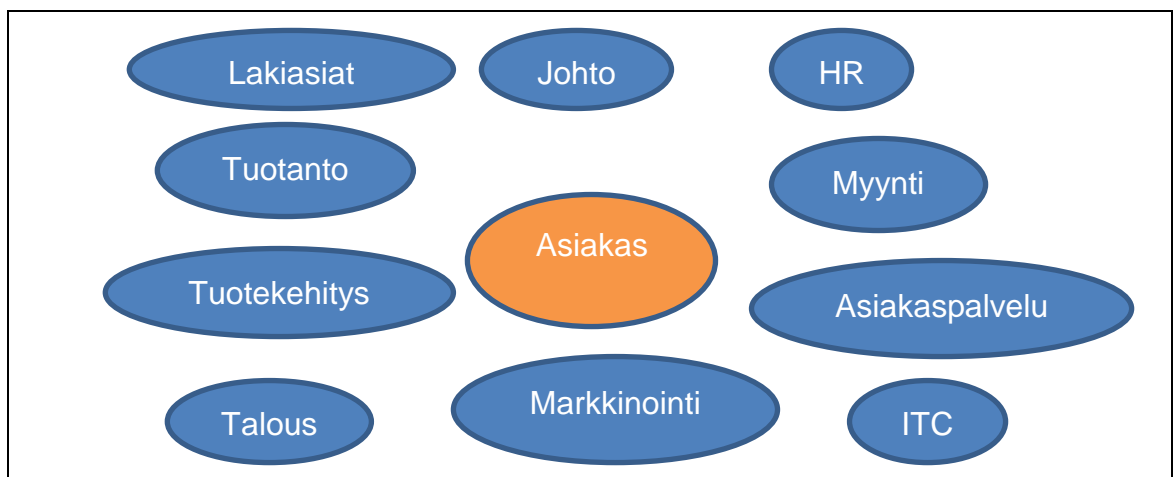 Lakiasiat
Johto
HR
Tuotanto
Myynti
Asiakas
Tuotekehitys
Asiakaspalvelu
Markkinointi
Talous
ITC